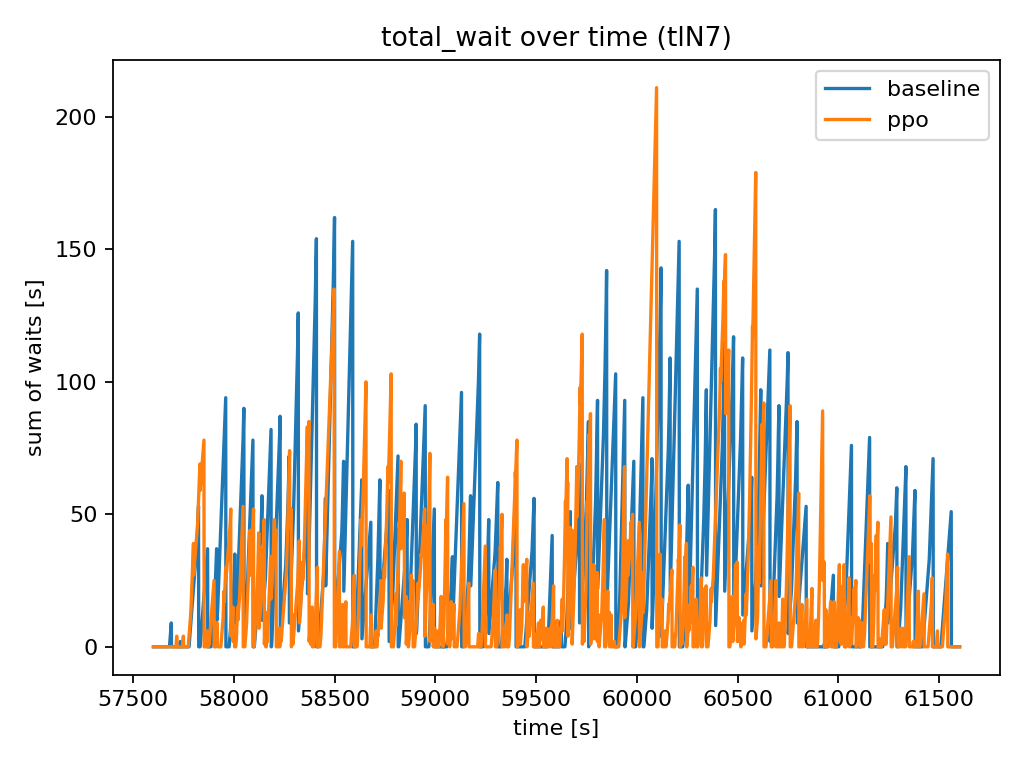 total_wait over time (tlN7)
baseline
ppo
sum of waits [s]
200
150
100
50
0
57500 58000 58500 59000 59500 60000 60500 61000 61500
time [s]